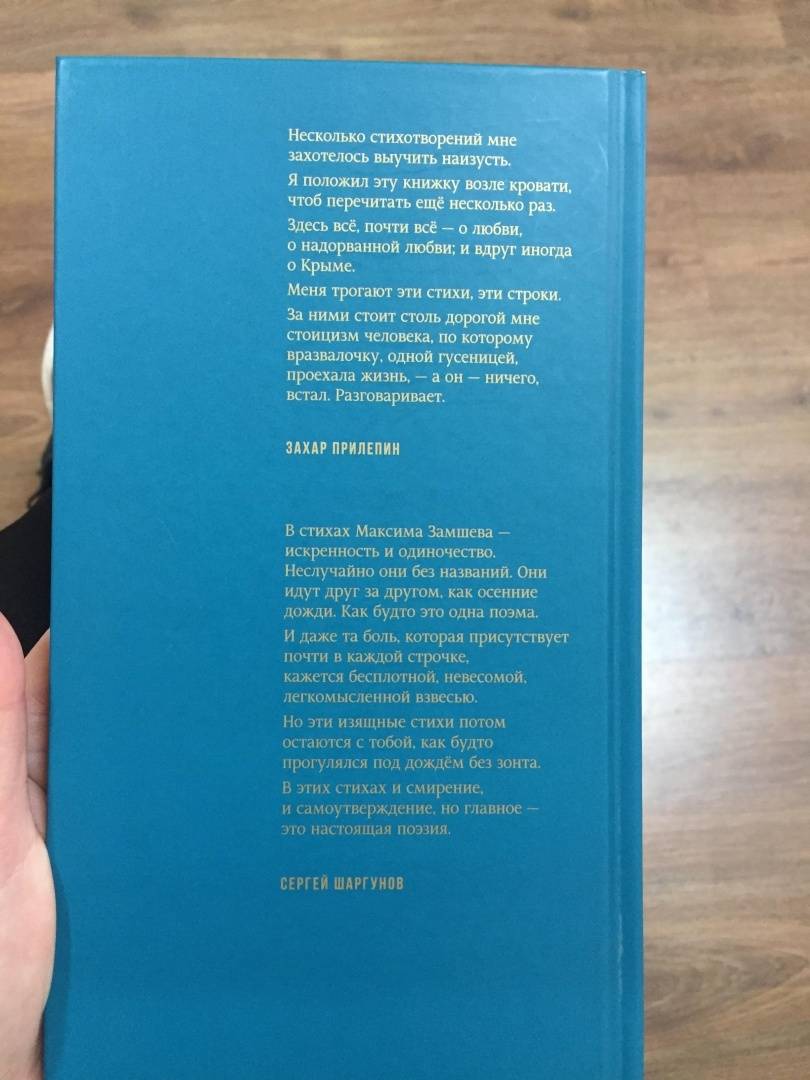 Несколько стихотворений мне
захотелось выучить наизусть.
Я положил эту книжку возле кровати,
чтоб перечитать ещё несколько раз.
Здесь всё, почти всё — о любви,
о надорванной любви; и вдруг иногда
о Крыме.
Меня трогают эти стихи, эти строки.
За ними стоит столь дорогой мне
стоицизм человека, по которому
вразвалочку, одной гусеницей,
проехала жизнь, — а он — ничего,
встал. Разговаривает.
ЗАХАР ПРИЛЕПИН
В стихах Максима Замшева —
искренность и одиночество.
Неслучайно они без названий. Они
идут друг за другом, как осенние
дожди. Как будто это одна поэма.
И даже та боль, которая присутствует
почти в каждой строчке,
кажется бесплотной, невесомой,
легкомысленной взвесью.
Но эти изящные стихи потом
остаются с тобой, как будто
прогулялся под дождём без зонта.
В этих стихах и смирение,
и самоутверждение, но главное —
это настоящая поэзия.
СЕРГЕЙ ШАРГУНОВ